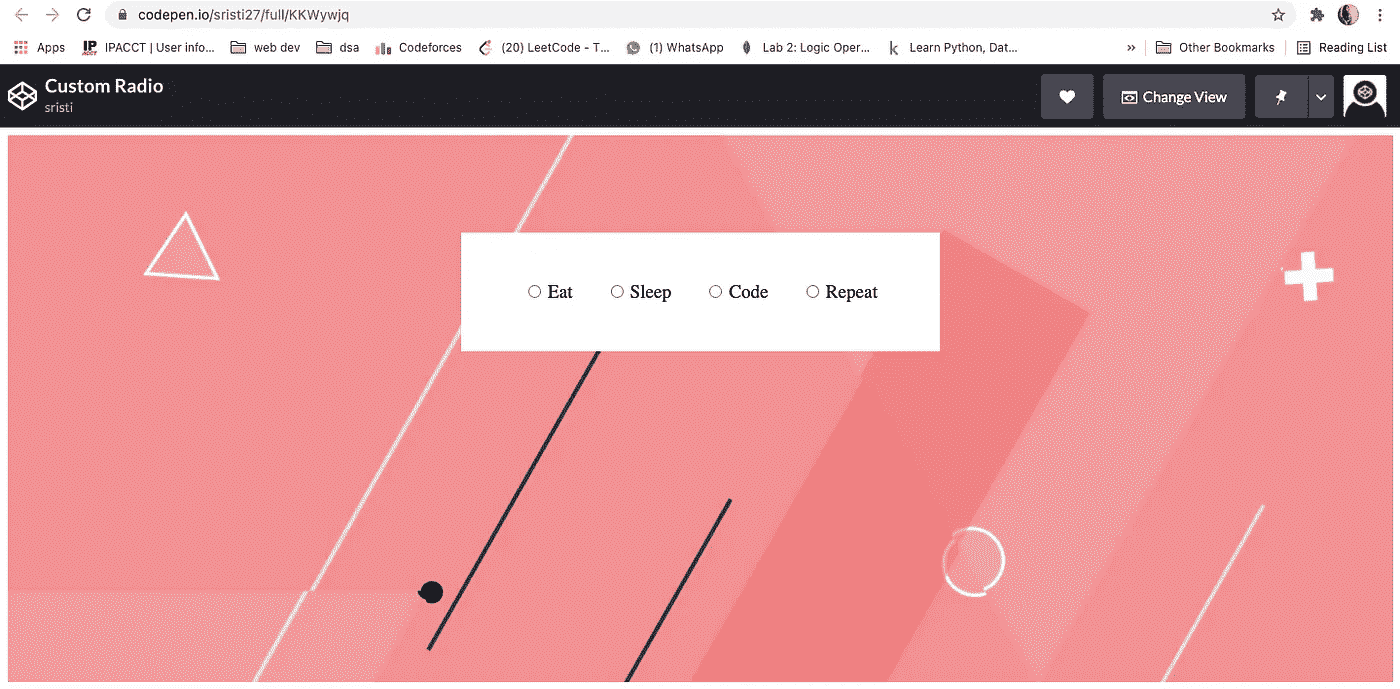 codepen.io/sristi27/full/KKWywjq
Apps IPACCT | User info... web dev dsa Codeforces (20) LeetCode - T... (1) WhatsApp Lab 2: Logic Oper... Learn Python, Dat... » Other Bookmarks Reading List
Custom Radio
sristi
Change View
Eat Sleep Code Repeat